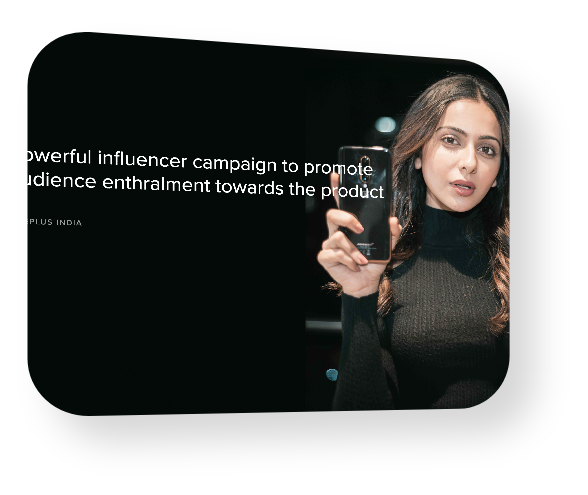 owerful influencer campaign to promote
udience enthralment towards the product
PLUS INDIA